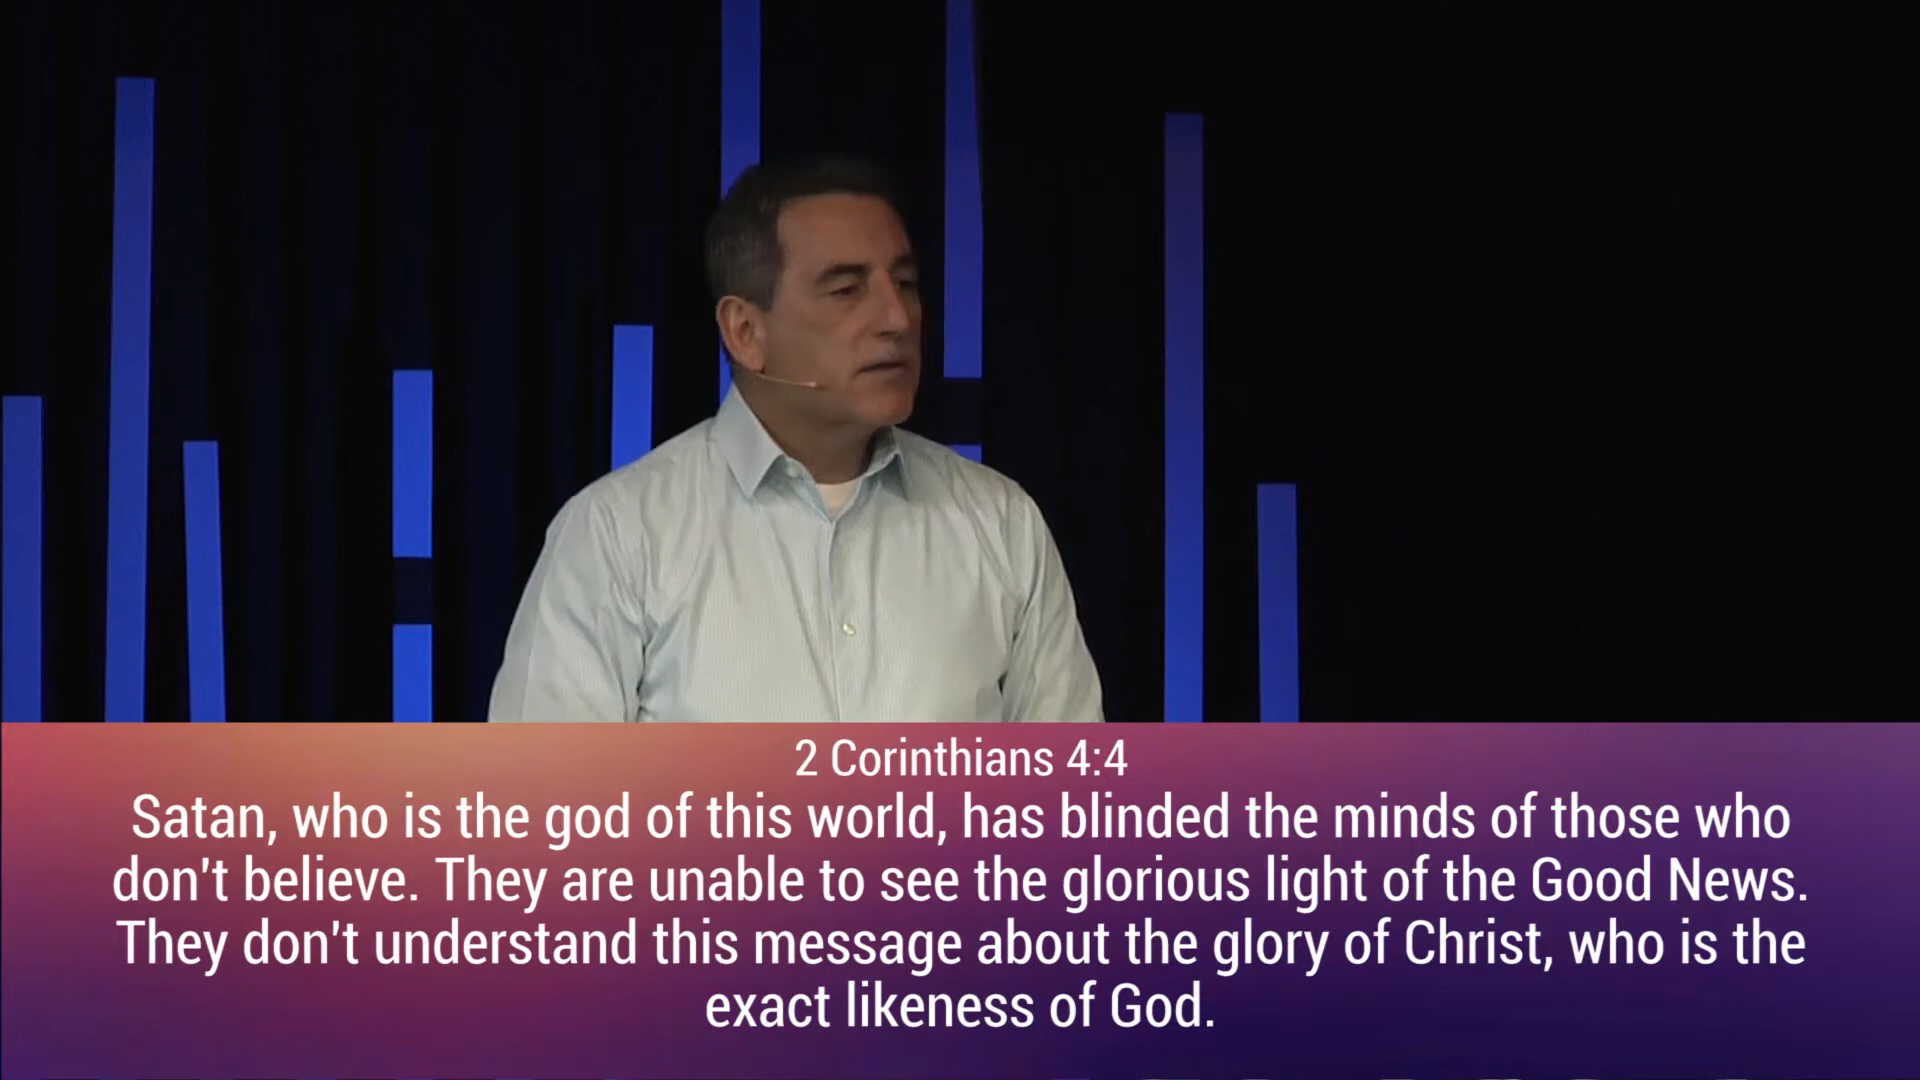 2 Corinthians 4:4
Satan, who is the god of this world, has blinded the minds of those who
don't believe. They are unable to see the glorious light of the Good News.
They don't understand this message about the glory of Christ, who is the
exact likeness of God.